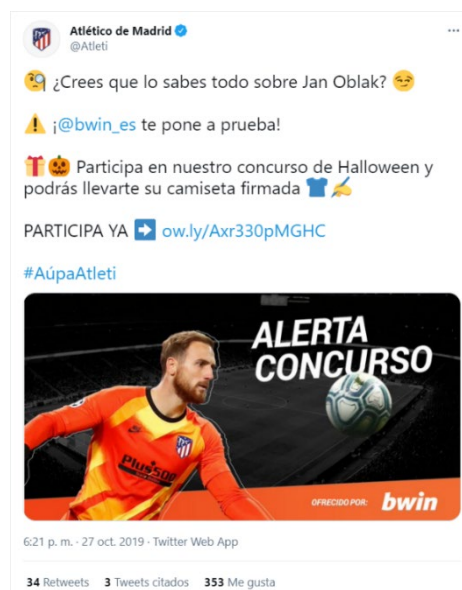 Atlético de Madrid
@Atleti
¿Crees que lo sabes todo sobre Jan Oblak?
¡@bwin_es te pone a prueba!
Participa en nuestro concurso de Halloween y
podrás llevarte su camiseta firmada
PARTICIPA YA ow.ly/Axr330pMGHC
#AúpaAtleti
ALERTA
CONCURSO
Plus500
OFRECIDO POR: bwin
6:21 p. m. · 27 oct. 2019 · Twitter Web App
34 Retweets 3 Tweets citados 353 Me gusta